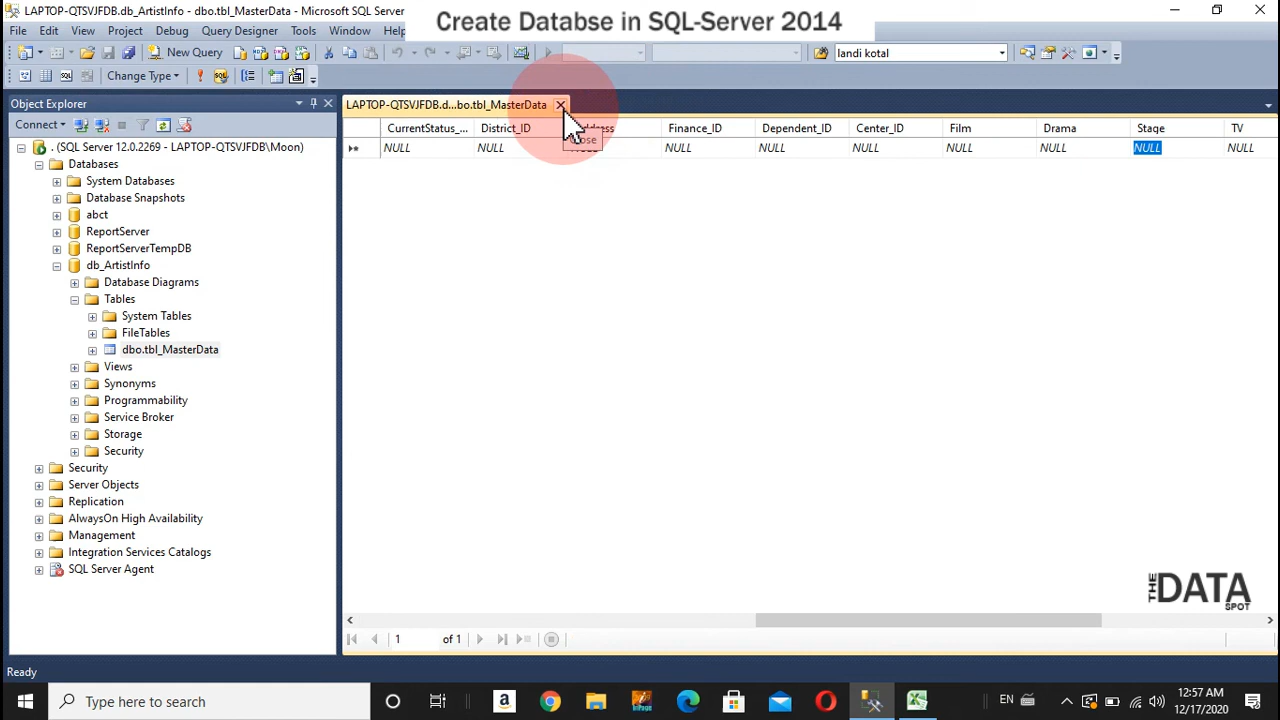 LAPTOP-QTSVJFDB.db_ArtistInfo - dbo.tbl_MasterData - Microsoft SQL Server
Create Databse in SQL-Server 2014
File Edit View Project Debug Query Designer Tools Window Help
New Query
landi kotal
Change Type
Object Explorer
LAPTOP-QTSVJFDB.d...bo.tbl_MasterData
Connect
CurrentStatus_... District_ID Finance_ID Dependent_ID Center_ID Film Drama Stage TV
NULL NULL NULL NULL NULL NULL NULL NULL NULL NULL
. (SQL Server 12.0.2269 - LAPTOP-QTSVJFDB\Moon)
Databases
System Databases
Database Snapshots
abct
ReportServer
ReportServerTempDB
db_ArtistInfo
Database Diagrams
Tables
System Tables
FileTables
dbo.tbl_MasterData
Views
Synonyms
Programmability
Service Broker
Storage
Security
Security
Server Objects
Replication
AlwaysOn High Availability
Management
Integration Services Catalogs
SQL Server Agent
THE DATA SPOT
1 of 1
Ready
Type here to search
EN
12:57 AM
12/17/2020